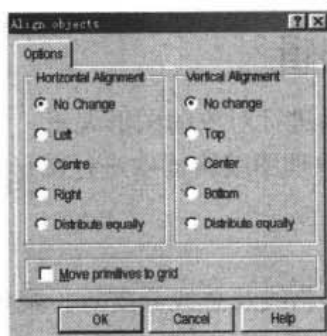 Align objects
Options
Horizontal Alignment
No Change
Left
Centre
Right
Distribute equally
Vertical Alignment
No change
Top
Center
Bottom
Distribute equally
Move primitives to grid
OK
Cancel
Help